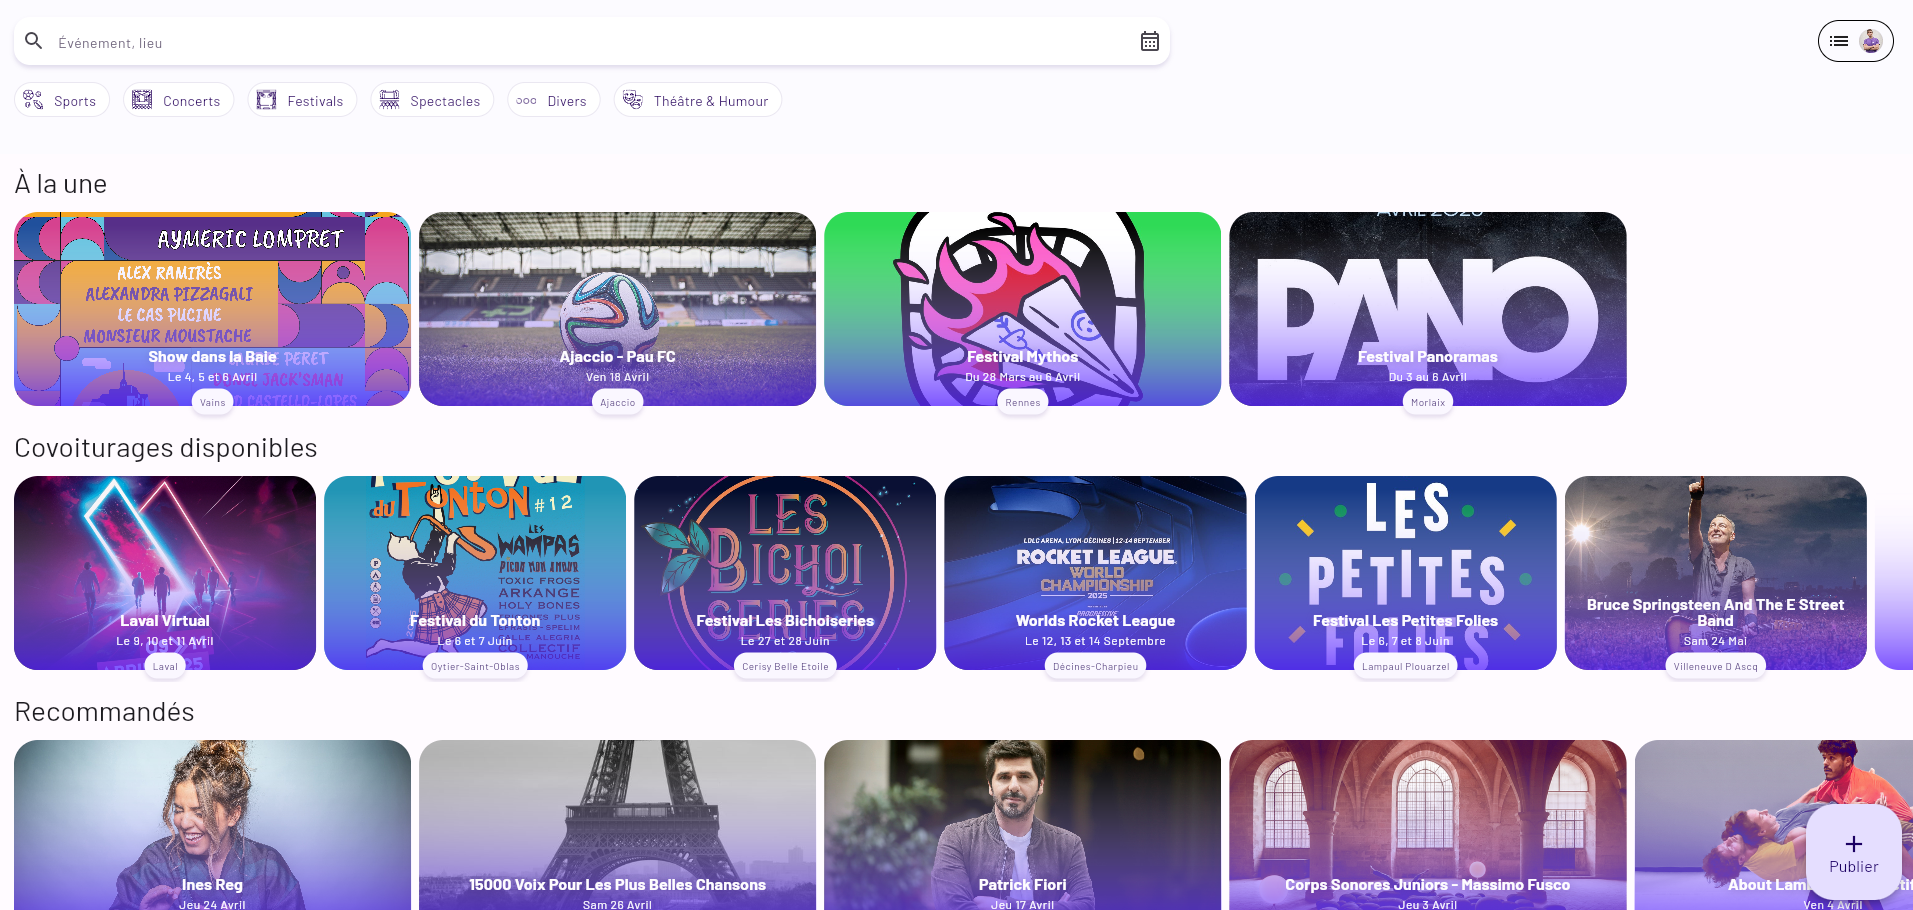 Événement, lieu
Sports
Concerts
Festivals
Spectacles
Divers
Théâtre & Humour
À la une
AYMERIC LOMPRET
ALEX RAMIRÈS
ALEXANDRA PIZZAGALI
LE CAS PUCINE
MONSIEUR MOUSTACHE
PERET
JACK'SMAN
CASTELLO-LOPES
Show dans la Baie
Le 4, 5 et 6 Avril
Vains
Ajaccio - Pau FC
Ven 18 Avril
Ajaccio
Festival Mythos
Du 28 Mars au 6 Avril
Rennes
AVRIL 2025
PANO
Festival Panoramas
Du 3 au 6 Avril
Morlaix
Covoiturages disponibles
Laval Virtual
Le 9, 10 et 11 Avril
Laval
du TONTON #12
LES
WAMPAS
PICON MON AMOUR
TOXIC FROGS
ARKANGE
HOLY BONES
COLLECTIF
Festival du Tonton
Le 6 et 7 Juin
Oytier-Saint-Oblas
LES
BICHOI
SERIES
Festival Les Bichoiseries
Le 27 et 28 Juin
Cerisy Belle Etoile
LDLC ARENA, LYON-DÉCINES | 12-14 SEPTEMBER
ROCKET LEAGUE
WORLD
CHAMPIONSHIP
2025
Worlds Rocket League
Le 12, 13 et 14 Septembre
Décines-Charpieu
LES
PETITES
FOLIES
Festival Les Petites Folies
Le 6, 7 et 8 Juin
Lampaul Plouarzel
Bruce Springsteen And The E Street
Band
Sam 24 Mai
Villeneuve D Ascq
Recommandés
Ines Reg
Jeu 24 Avril
15000 Voix Pour Les Plus Belles Chansons
Sam 26 Avril
Patrick Fiori
Jeu 17 Avril
Corps Sonores Juniors - Massimo Fusco
Jeu 3 Avril
About
Ven 4 Avril
Publier